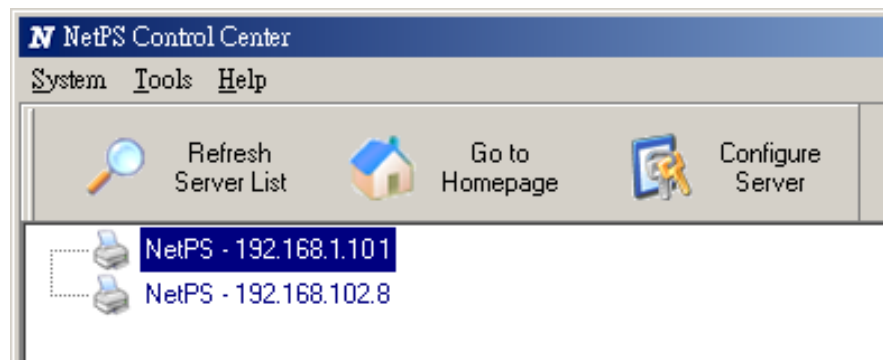 N NetPS Control Center
System Tools Help
Refresh
Server List
Go to
Homepage
Configure
Server
NetPS - 192.168.1.101
NetPS - 192.168.102.8